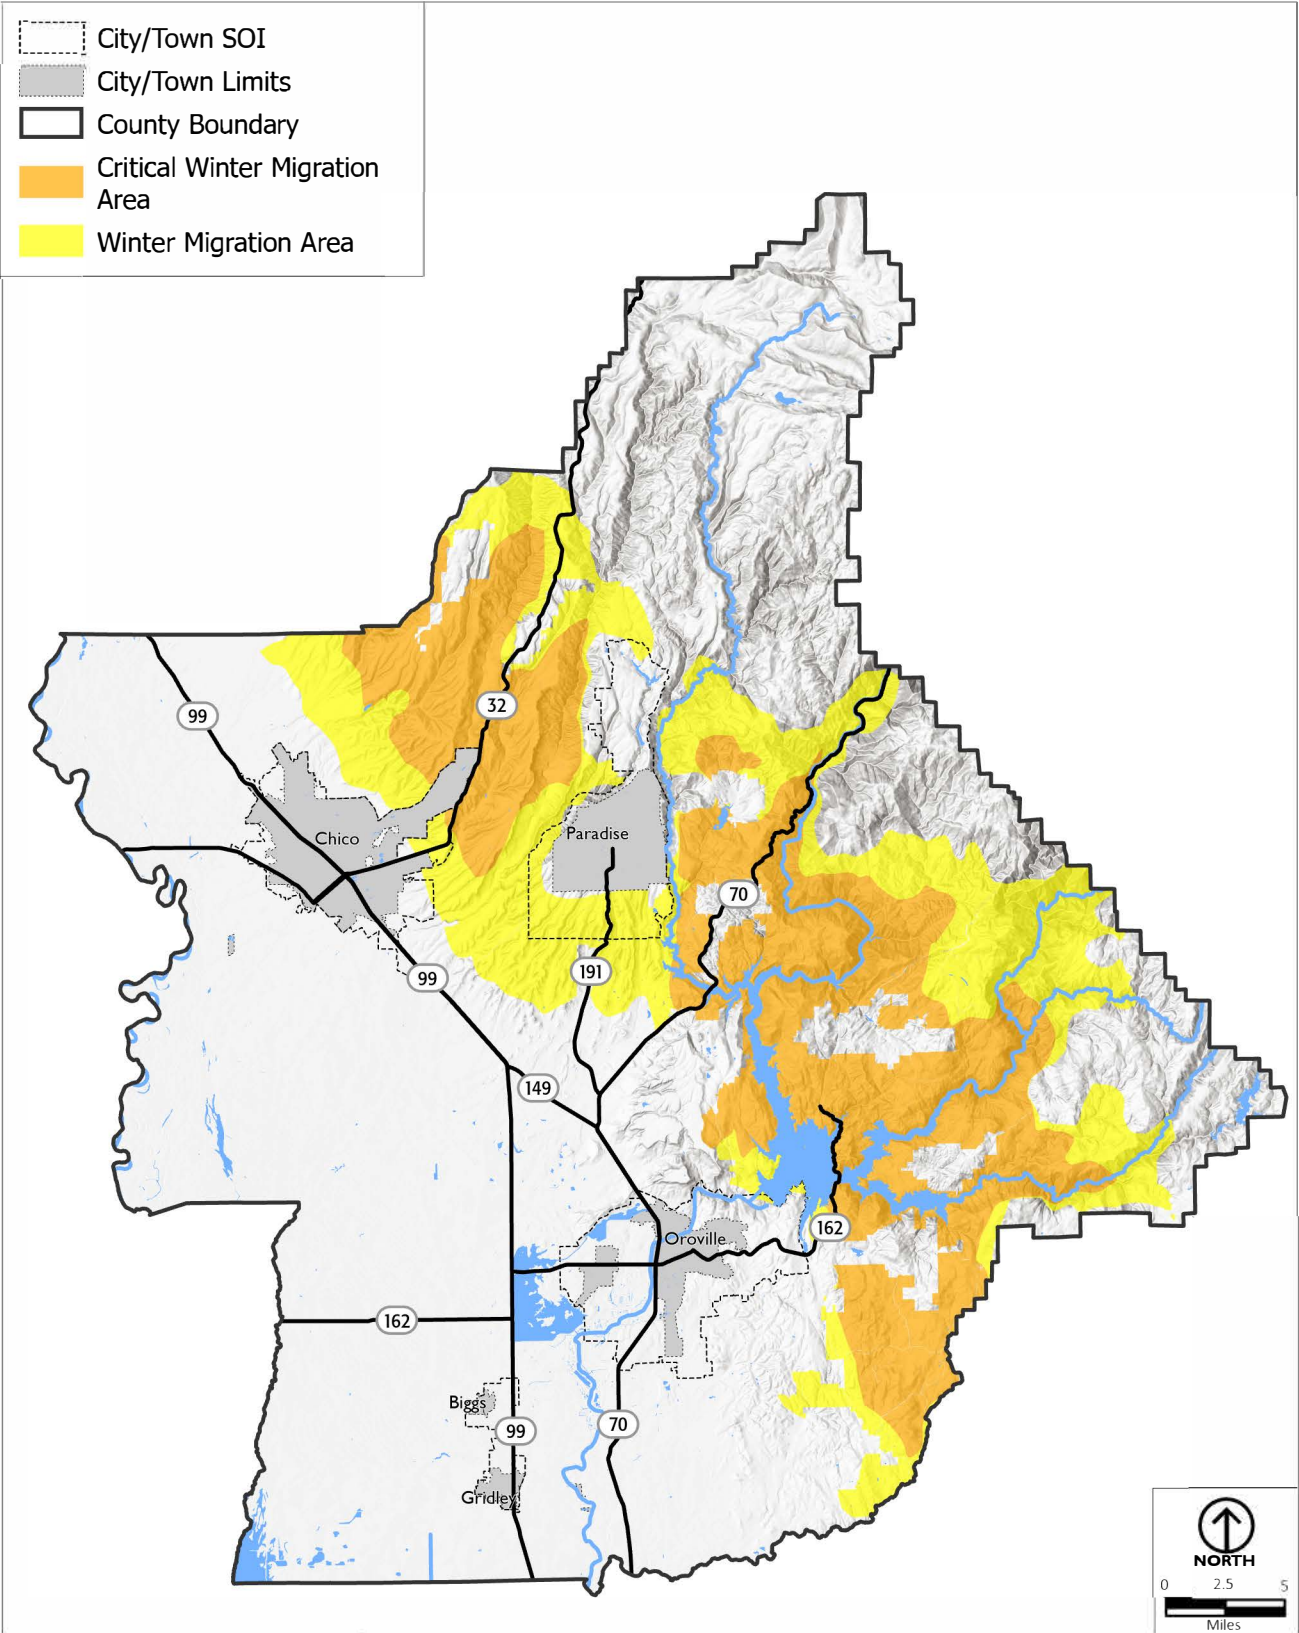 City/Town SOI
City/Town Limits
County Boundary
Critical Winter Migration
Area
Winter Migration Area
32
99
Chico
Paradise
70
99
191
149
162
Oroville
162
Biggs
99
70
Gridley
NORTH
0 2.5 5
Miles